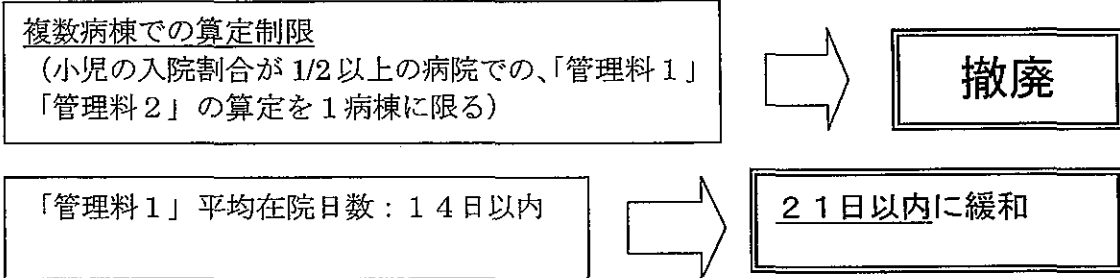 複数病棟での算定制限
（小児の入院割合が 1/2 以上の病院での、「管理料１」
「管理料２」の算定を１病棟に限る）
撤廃
「管理料１」平均在院日数：１４日以内
２１日以内に緩和